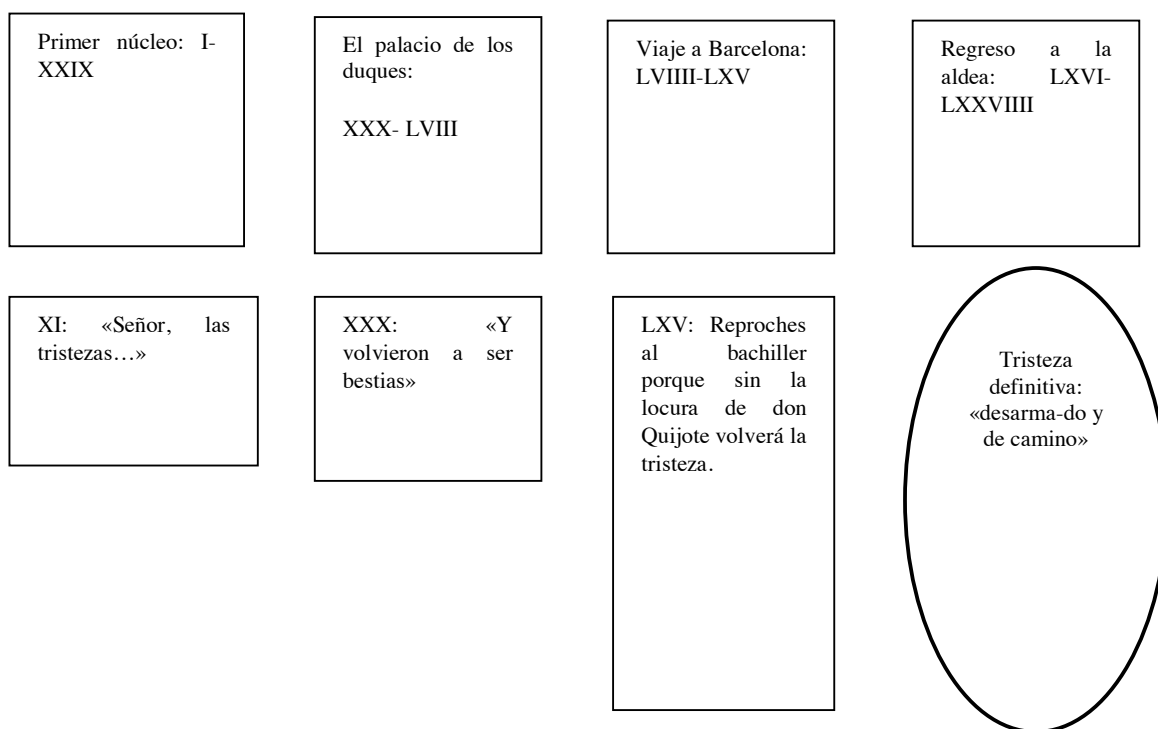 Primer núcleo: I-
XXIX
El palacio de los
duques:
XXX- LVIII
Viaje a Barcelona:
LVIIII-LXV
Regreso a la
aldea: LXVI-
LXXVIIII
XI: «Señor, las
tristezas…»
XXX: «Y
volvieron a ser
bestias»
LXV: Reproches
al bachiller
porque sin la
locura de don
Quijote volverá la
tristeza.
Tristeza
definitiva:
«desarma-do y
de camino»